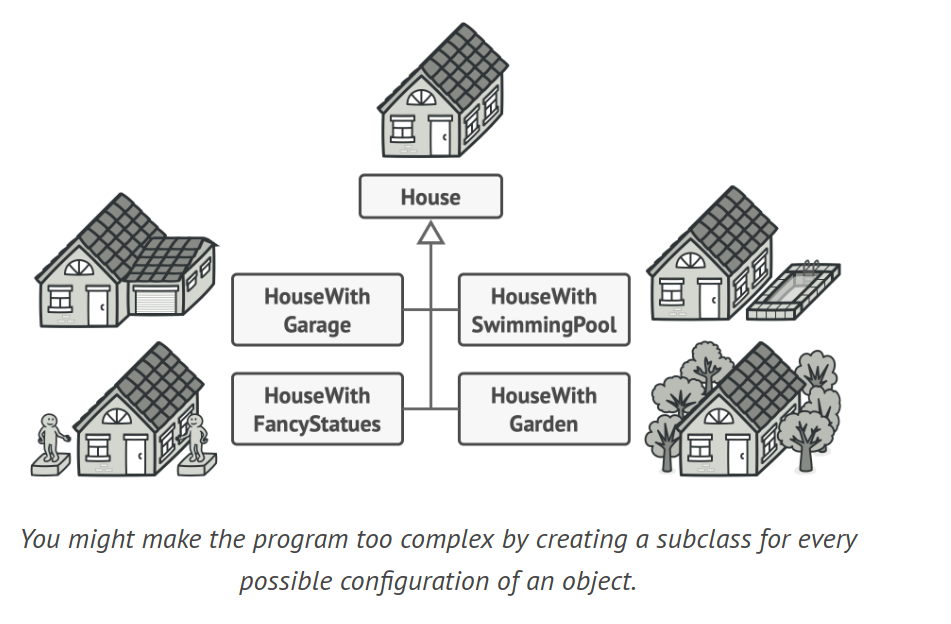 House
HouseWith
Garage
HouseWith
SwimmingPool
HouseWith
FancyStatues
HouseWith
Garden
You might make the program too complex by creating a subclass for every
possible configuration of an object.